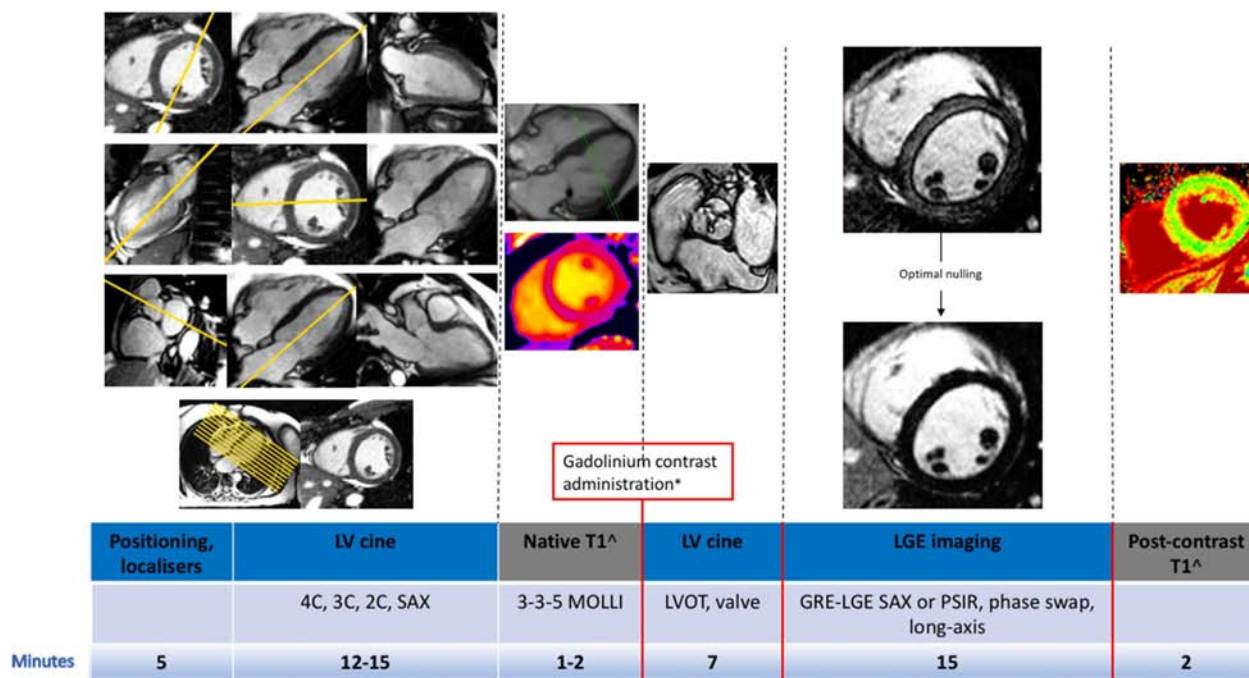 Optimal nulling
Gadolinium contrast
administration*
Positioning,
localisers
LV cine
Native T1^
LV cine
LGE imaging
Post-contrast
T1^
4C, 3C, 2C, SAX
3-3-5 MOLLI
LVOT, valve
GRE-LGE SAX or PSIR, phase swap,
long-axis
Minutes
5
12-15
1-2
7
15
2